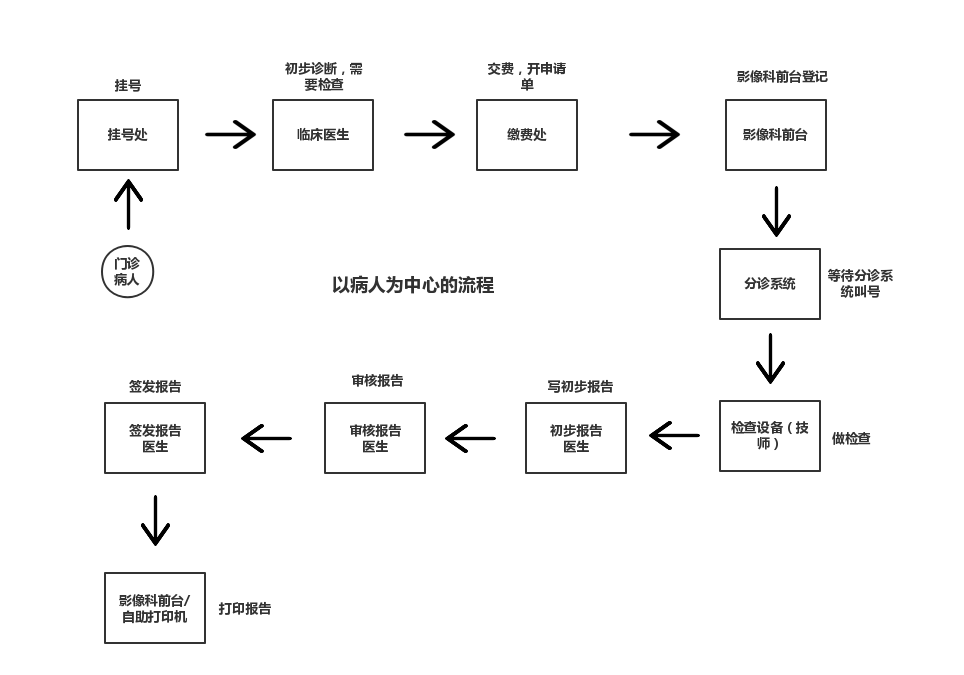 挂号
挂号处
初步诊断，需
要检查
临床医生
交费，开申请
单
缴费处
影像科前台登记
影像科前台
门诊
病人
以病人为中心的流程
分诊系统
等待分诊系
统叫号
检查设备（技
师）
做检查
写初步报告
初步报告
医生
审核报告
审核报告
医生
签发报告
签发报告
医生
影像科前台/
自助打印机
打印报告